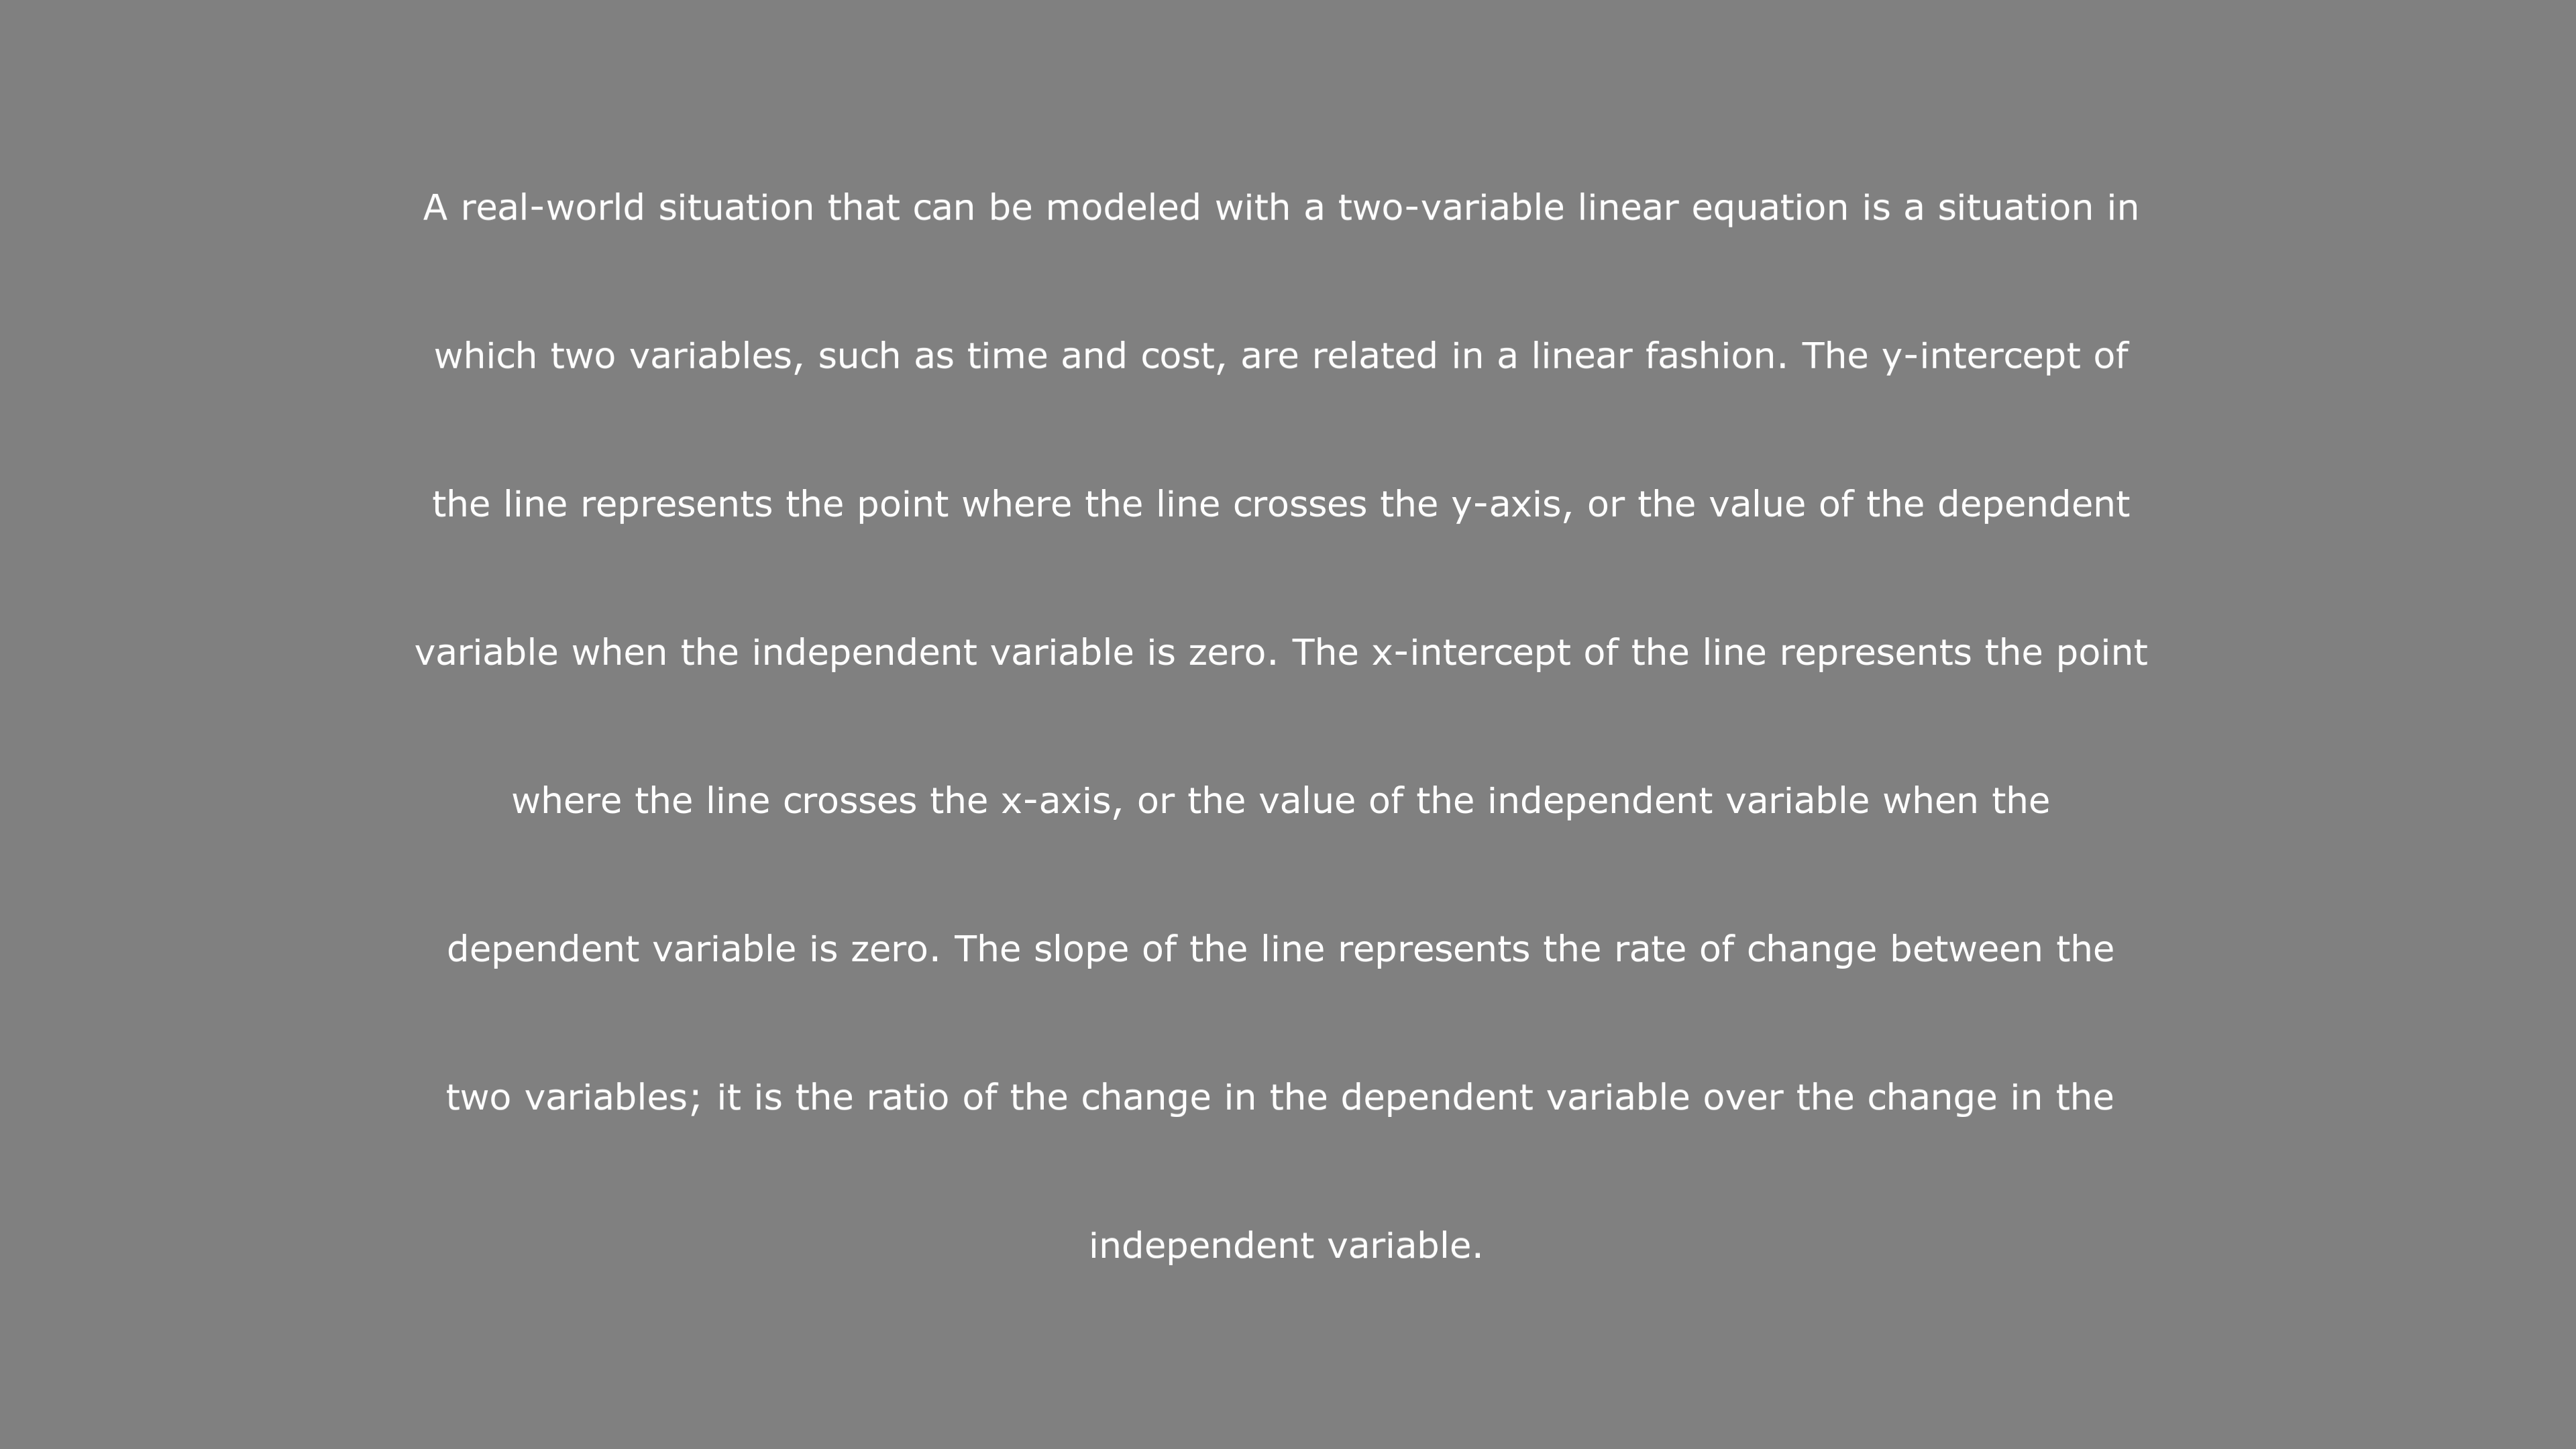 A real-world situation that can be modeled with a two-variable linear equation is a situation in
which two variables, such as time and cost, are related in a linear fashion. The y-intercept of
the line represents the point where the line crosses the y-axis, or the value of the dependent
variable when the independent variable is zero. The x-intercept of the line represents the point
where the line crosses the x-axis, or the value of the independent variable when the
dependent variable is zero. The slope of the line represents the rate of change between the
two variables; it is the ratio of the change in the dependent variable over the change in the
independent variable.